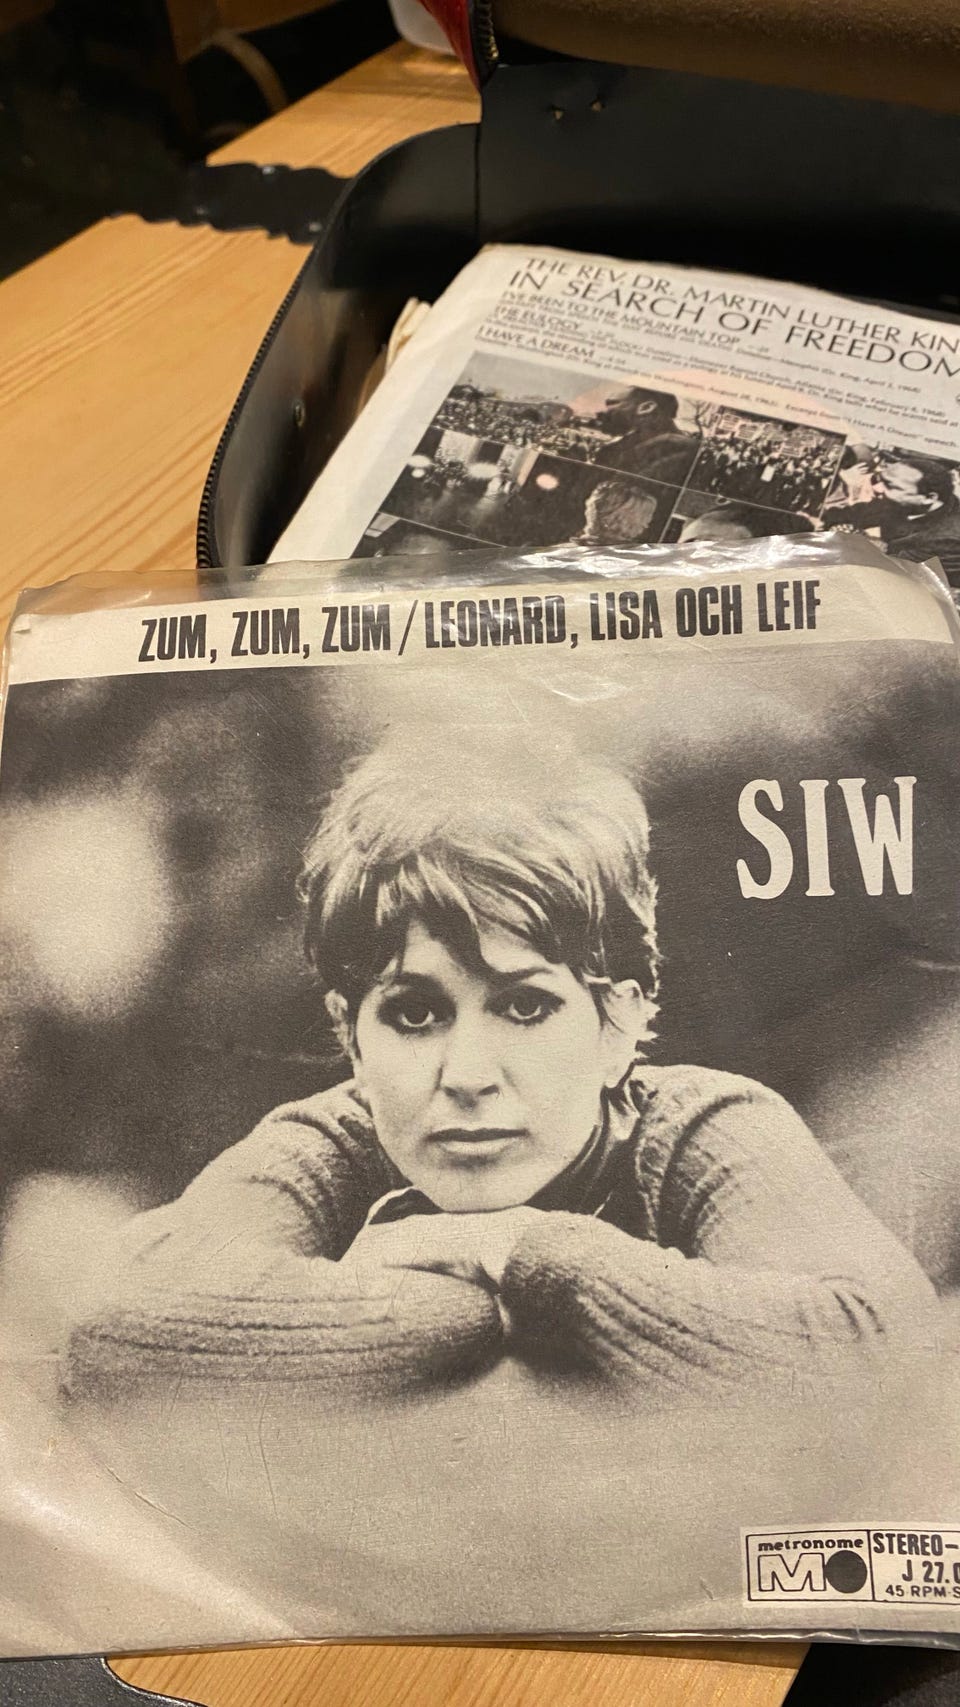 THE REV. DR. MARTIN LUTHER KIN
IN SEARCH OF FREEDOM
I'VE BEEN TO THE MOUNTAIN TOP
THE EULOGY
I HAVE A DREAM
ZUM, ZUM, ZUM / LEONARD, LISA OCH LEIF
SIW
metronome
STEREO-
J 27.0
45 RPM-S